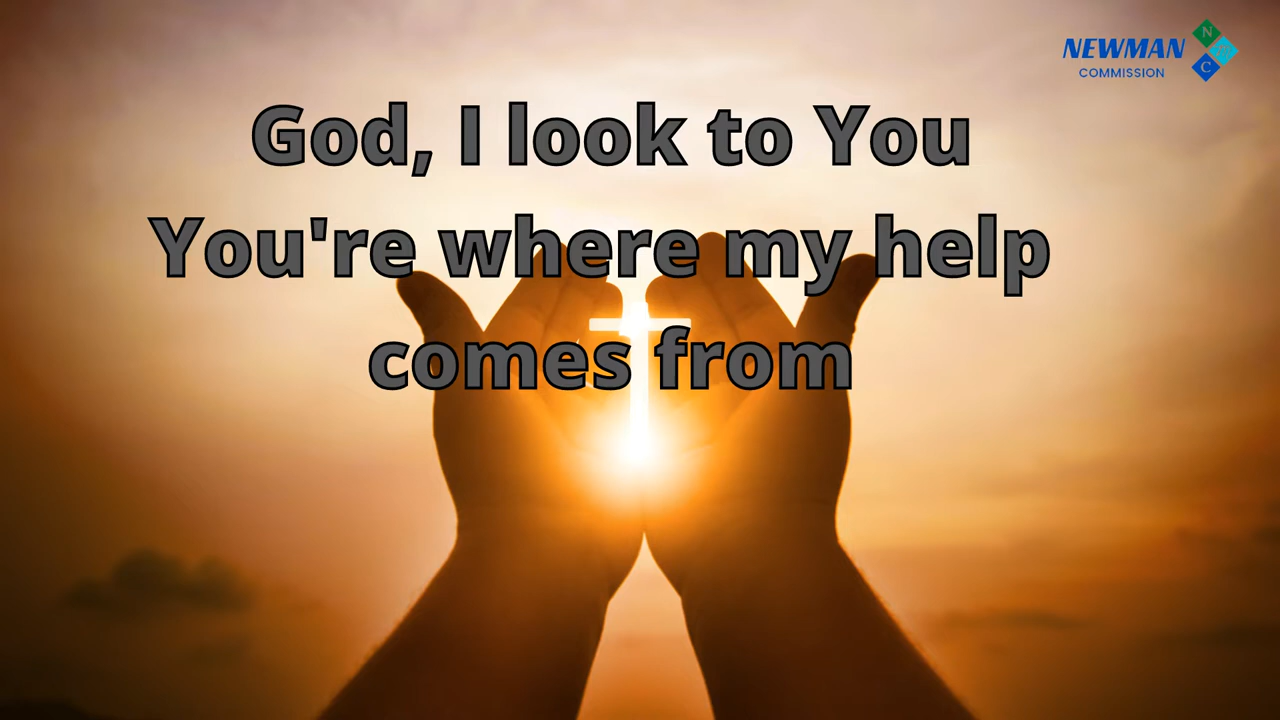 NEWMAN
COMMISSION
N
C
God, I look to You
You're where my help
comes from